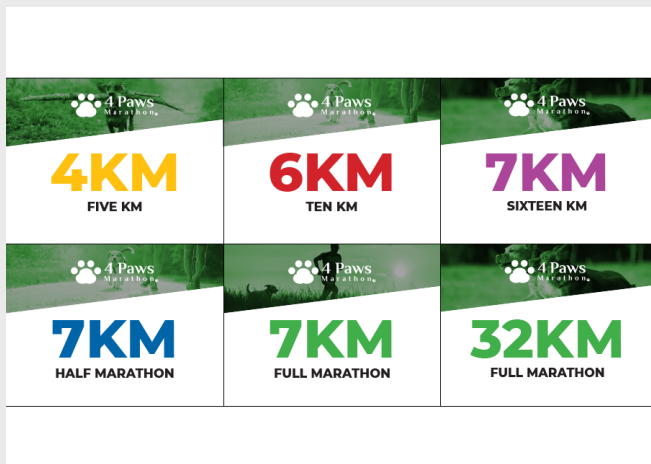 4 Paws
Marathon
4KM
FIVE KM
4 Paws
Marathon
6KM
TEN KM
4 Paws
Marathon
7KM
SIXTEEN KM
4 Paws
Marathon
7KM
HALF MARATHON
4 Paws
Marathon
7KM
FULL MARATHON
4 Paws
Marathon
32KM
FULL MARATHON